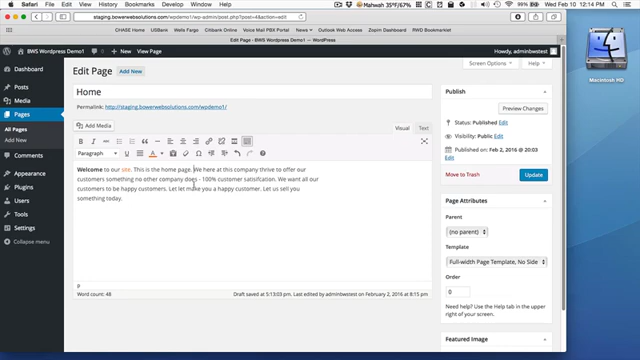 Safari File Edit View History Bookmarks Develop Window Help
Mahwah 35°F/67%
Wed Feb 10 12:14 PM
staging.bowerwebsolutions.com/wpdemo1/wp-admin/post.php?post=4&action=edit
CHASE Home US Bank Wells Fargo Citibank Voice Mail PBX Portal News Outlook Web Access Zopim Dashboard RWD Bookmarklet
Edit Page ‹ BWS Wordpress Demo1 — WordPress
BWS Wordpress Demo1 0 New View Page
Howdy, adminbwstest
Dashboard
Posts
Media
Pages
All Pages
Add New
Comments
Plugins
Users
Tools
Settings
Collapse menu
Edit Page Add New
Screen Options Help
Home
Permalink: http://staging.bowerwebsolutions.com/wpdemo1/
Add Media
Visual Text
Paragraph
Welcome to our site. This is the home page. We here at this company thrive to offer our
customers something no other company does - 100% customer satisifcation. We want all our
customers to be happy customers. Let let make you a happy customer. Let us sell you
something today.
P
Word count: 48
Draft saved at 5:13:03 pm. Last edited by adminbwstest on February 2, 2016 at 8:15 pm
Publish
Preview Changes
Status: Published Edit
Visibility: Public Edit
Published on:
Feb 2, 2016 @ 20:03 Edit
Move to Trash
Update
Page Attributes
Parent
(no parent)
Template
Full-width Page Template, No Side
Order
0
Need help? Use the Help tab in the upper
right of your screen.
Featured Image
Macintosh HD